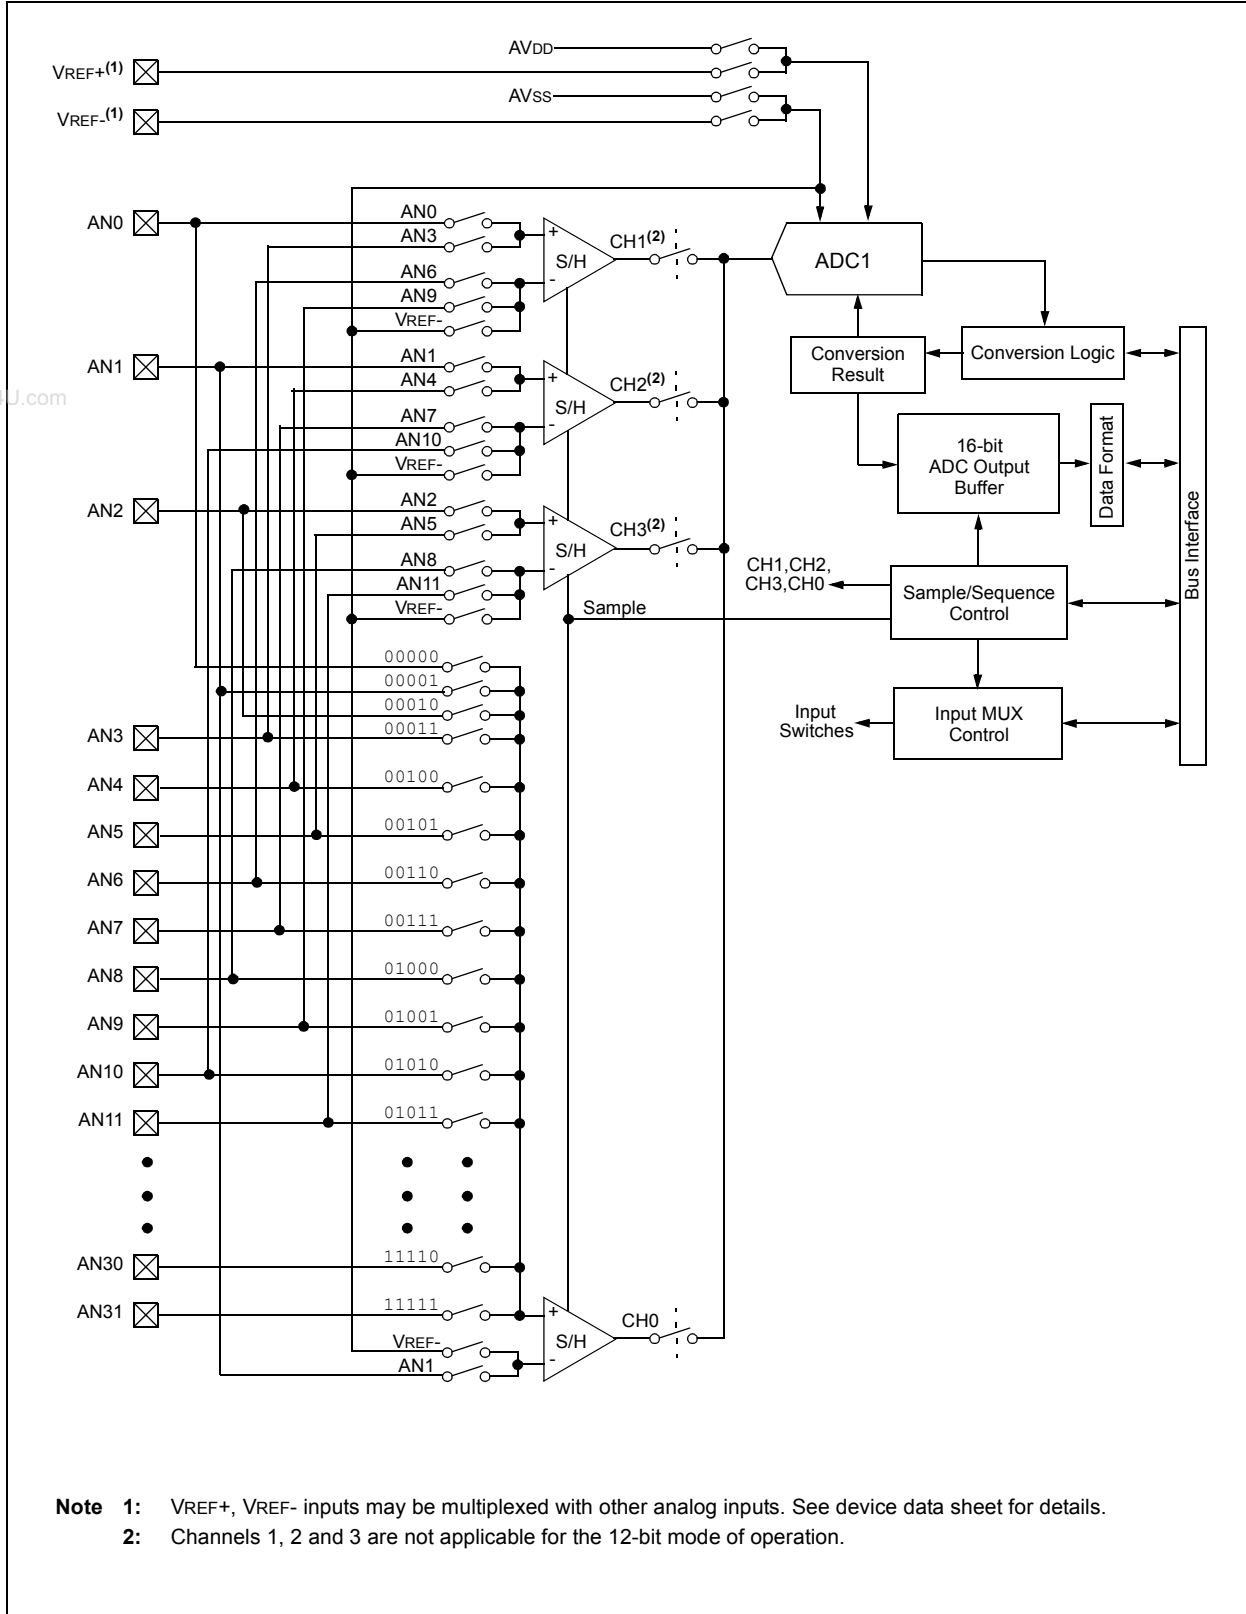 AVDD
VREF+(1)
AVSS
VREF-(1)
AN0
AN0
AN3
CH1(2)
+
S/H
-
ADC1
AN6
AN9
VREF-
AN1
AN1
AN4
CH2(2)
+
S/H
-
Conversion
Result
Conversion Logic
4U.com
AN7
AN10
VREF-
16-bit
ADC Output
Buffer
Data Format
AN2
AN2
AN5
CH3(2)
+
S/H
-
AN8
AN11
VREF-
CH1,CH2,
CH3,CH0
Sample/Sequence
Control
Bus Interface
Sample
00000
00001
00010
AN3
00011
Input
Switches
Input MUX
Control
AN4
00100
AN5
00101
AN6
00110
AN7
00111
AN8
01000
AN9
01001
AN10
01010
AN11
01011
AN30
11110
AN31
11111
+
S/H
-
CH0
VREF-
AN1
Note 1: VREF+, VREF- inputs may be multiplexed with other analog inputs. See device data sheet for details.
2: Channels 1, 2 and 3 are not applicable for the 12-bit mode of operation.